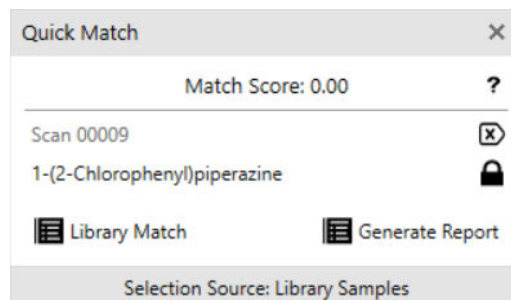 Quick Match
Match Score: 0.00 ?
Scan 00009
1-(2-Chlorophenyl)piperazine
Library Match Generate Report
Selection Source: Library Samples